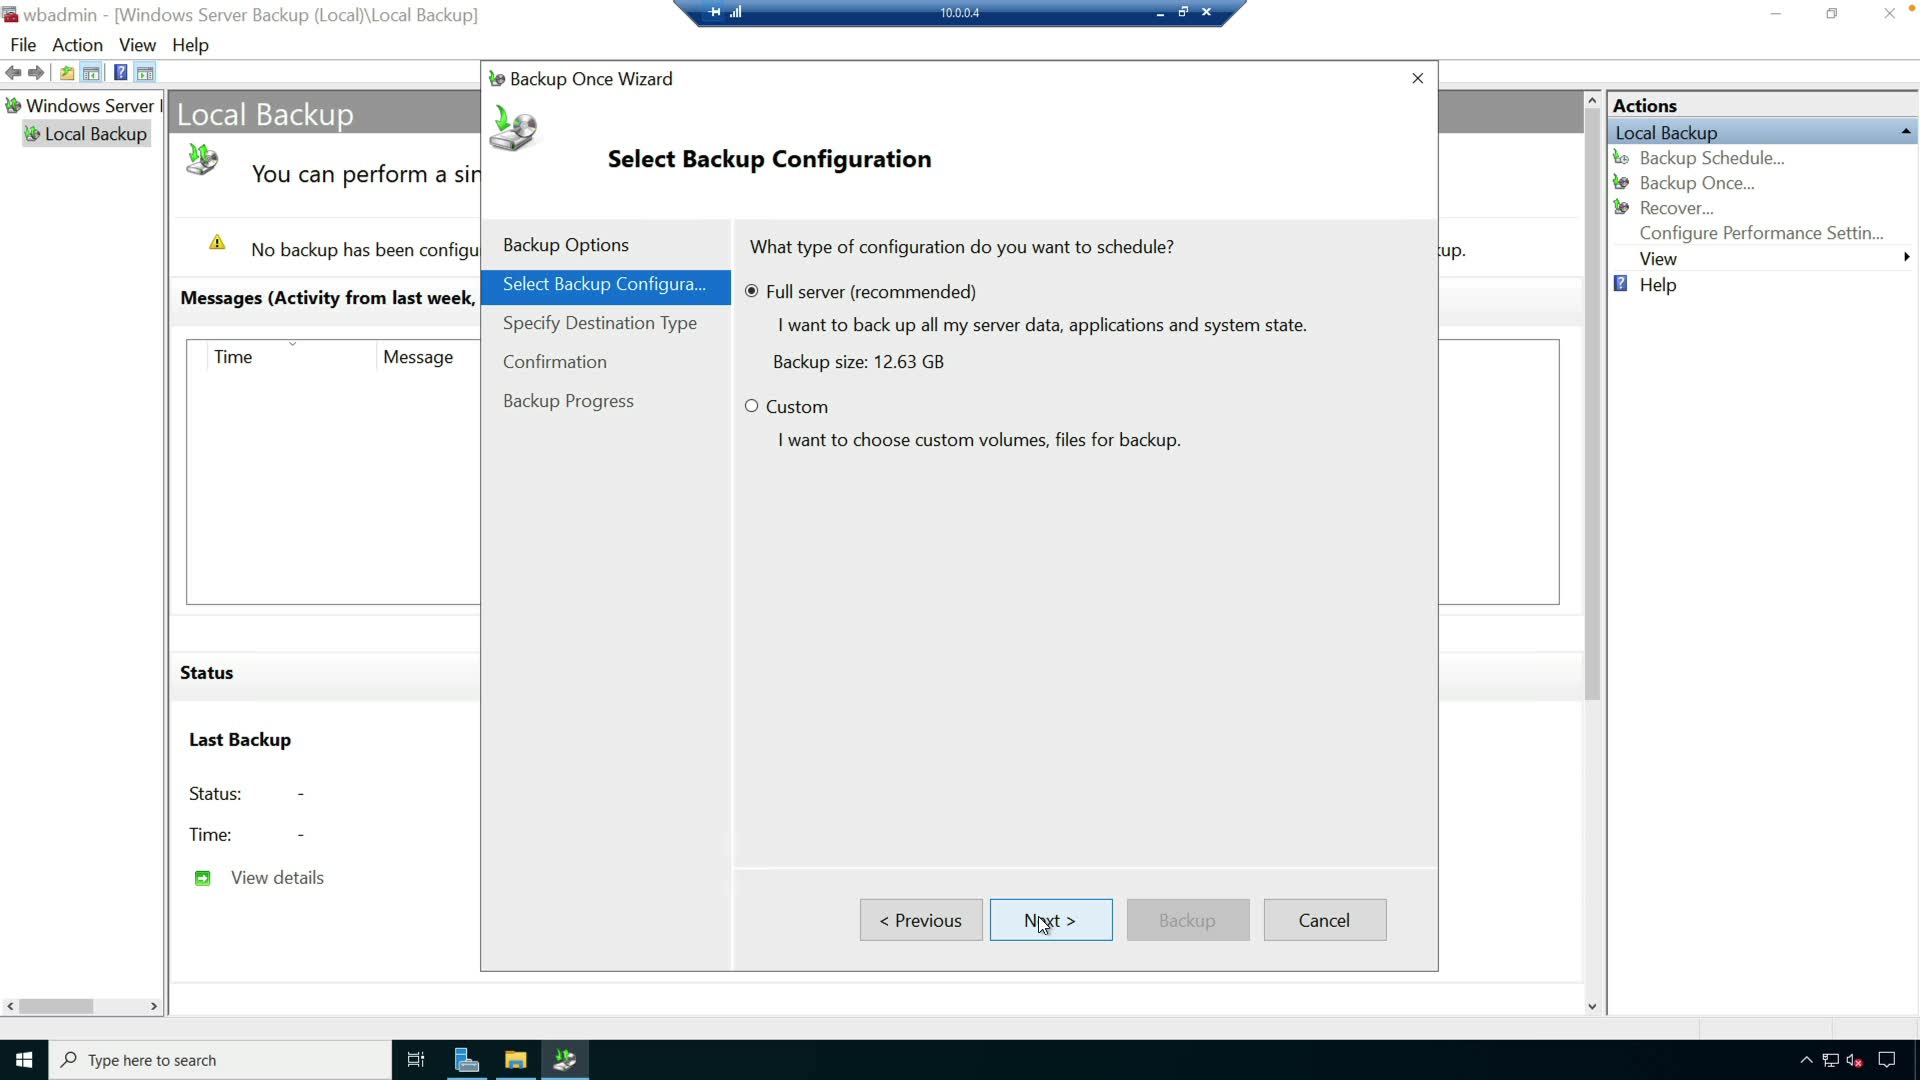 wbadmin - [Windows Server Backup (Local)\Local Backup]
10.0.0.4
File Action View Help
Windows Server
Local Backup
Local Backup
You can perform a sin
No backup has been configu
kup.
Messages (Activity from last week,
Time Message
Status
Last Backup
Status: -
Time: -
View details
Backup Once Wizard
Select Backup Configuration
Backup Options
Select Backup Configura...
Specify Destination Type
Confirmation
Backup Progress
What type of configuration do you want to schedule?
Full server (recommended)
I want to back up all my server data, applications and system state.
Backup size: 12.63 GB
Custom
I want to choose custom volumes, files for backup.
< Previous Next > Backup Cancel
Actions
Local Backup
Backup Schedule...
Backup Once...
Recover...
Configure Performance Settin...
View
Help
Type here to search